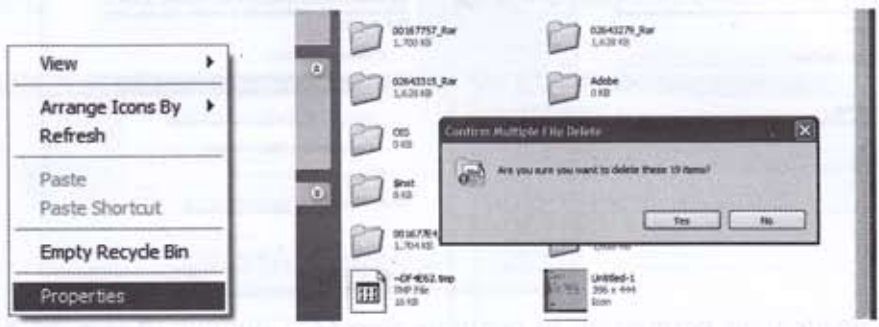 View
Arrange Icons By
Refresh
Paste
Paste Shortcut
Empty Recycle Bin
Properties
00167757_Rar
1,700 KB
02643279_Rar
1,628 KB
02643315_Rar
1,628 KB
Adobe
0 KB
0 KB
$inst
0 KB
001677E4
1,704 KB
~DF4E62.tmp
TMP File
16 KB
Untitled-1
396 x 444
Icon
Confirm Multiple File Delete
Are you sure you want to delete these 19 items?
Yes
No